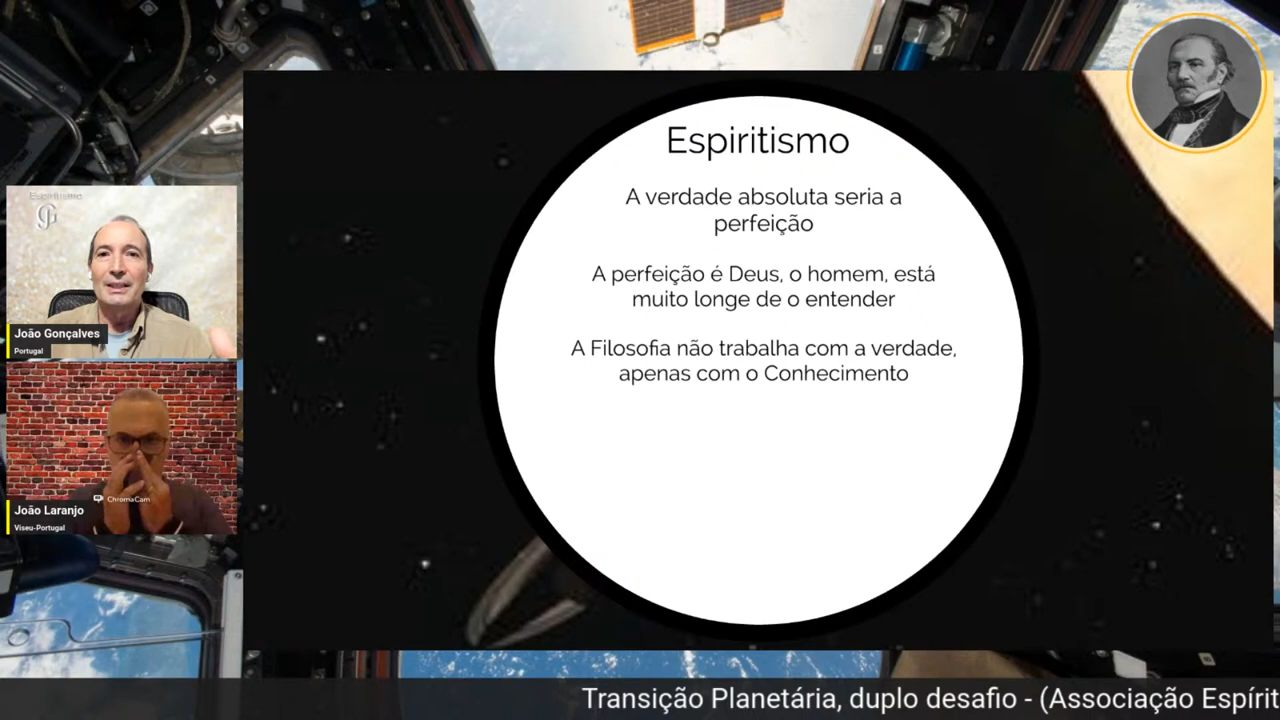 Espiritismo
A verdade absoluta seria a
perfeição
A perfeição é Deus, o homem, está
muito longe de o entender
A Filosofia não trabalha com a verdade,
apenas com o Conhecimento
Espiritismo
João Gonçalves
Portugal
ChromaCam
João Laranjo
Viseu-Portugal
Transição Planetária, duplo desafio - (Associação Espírit